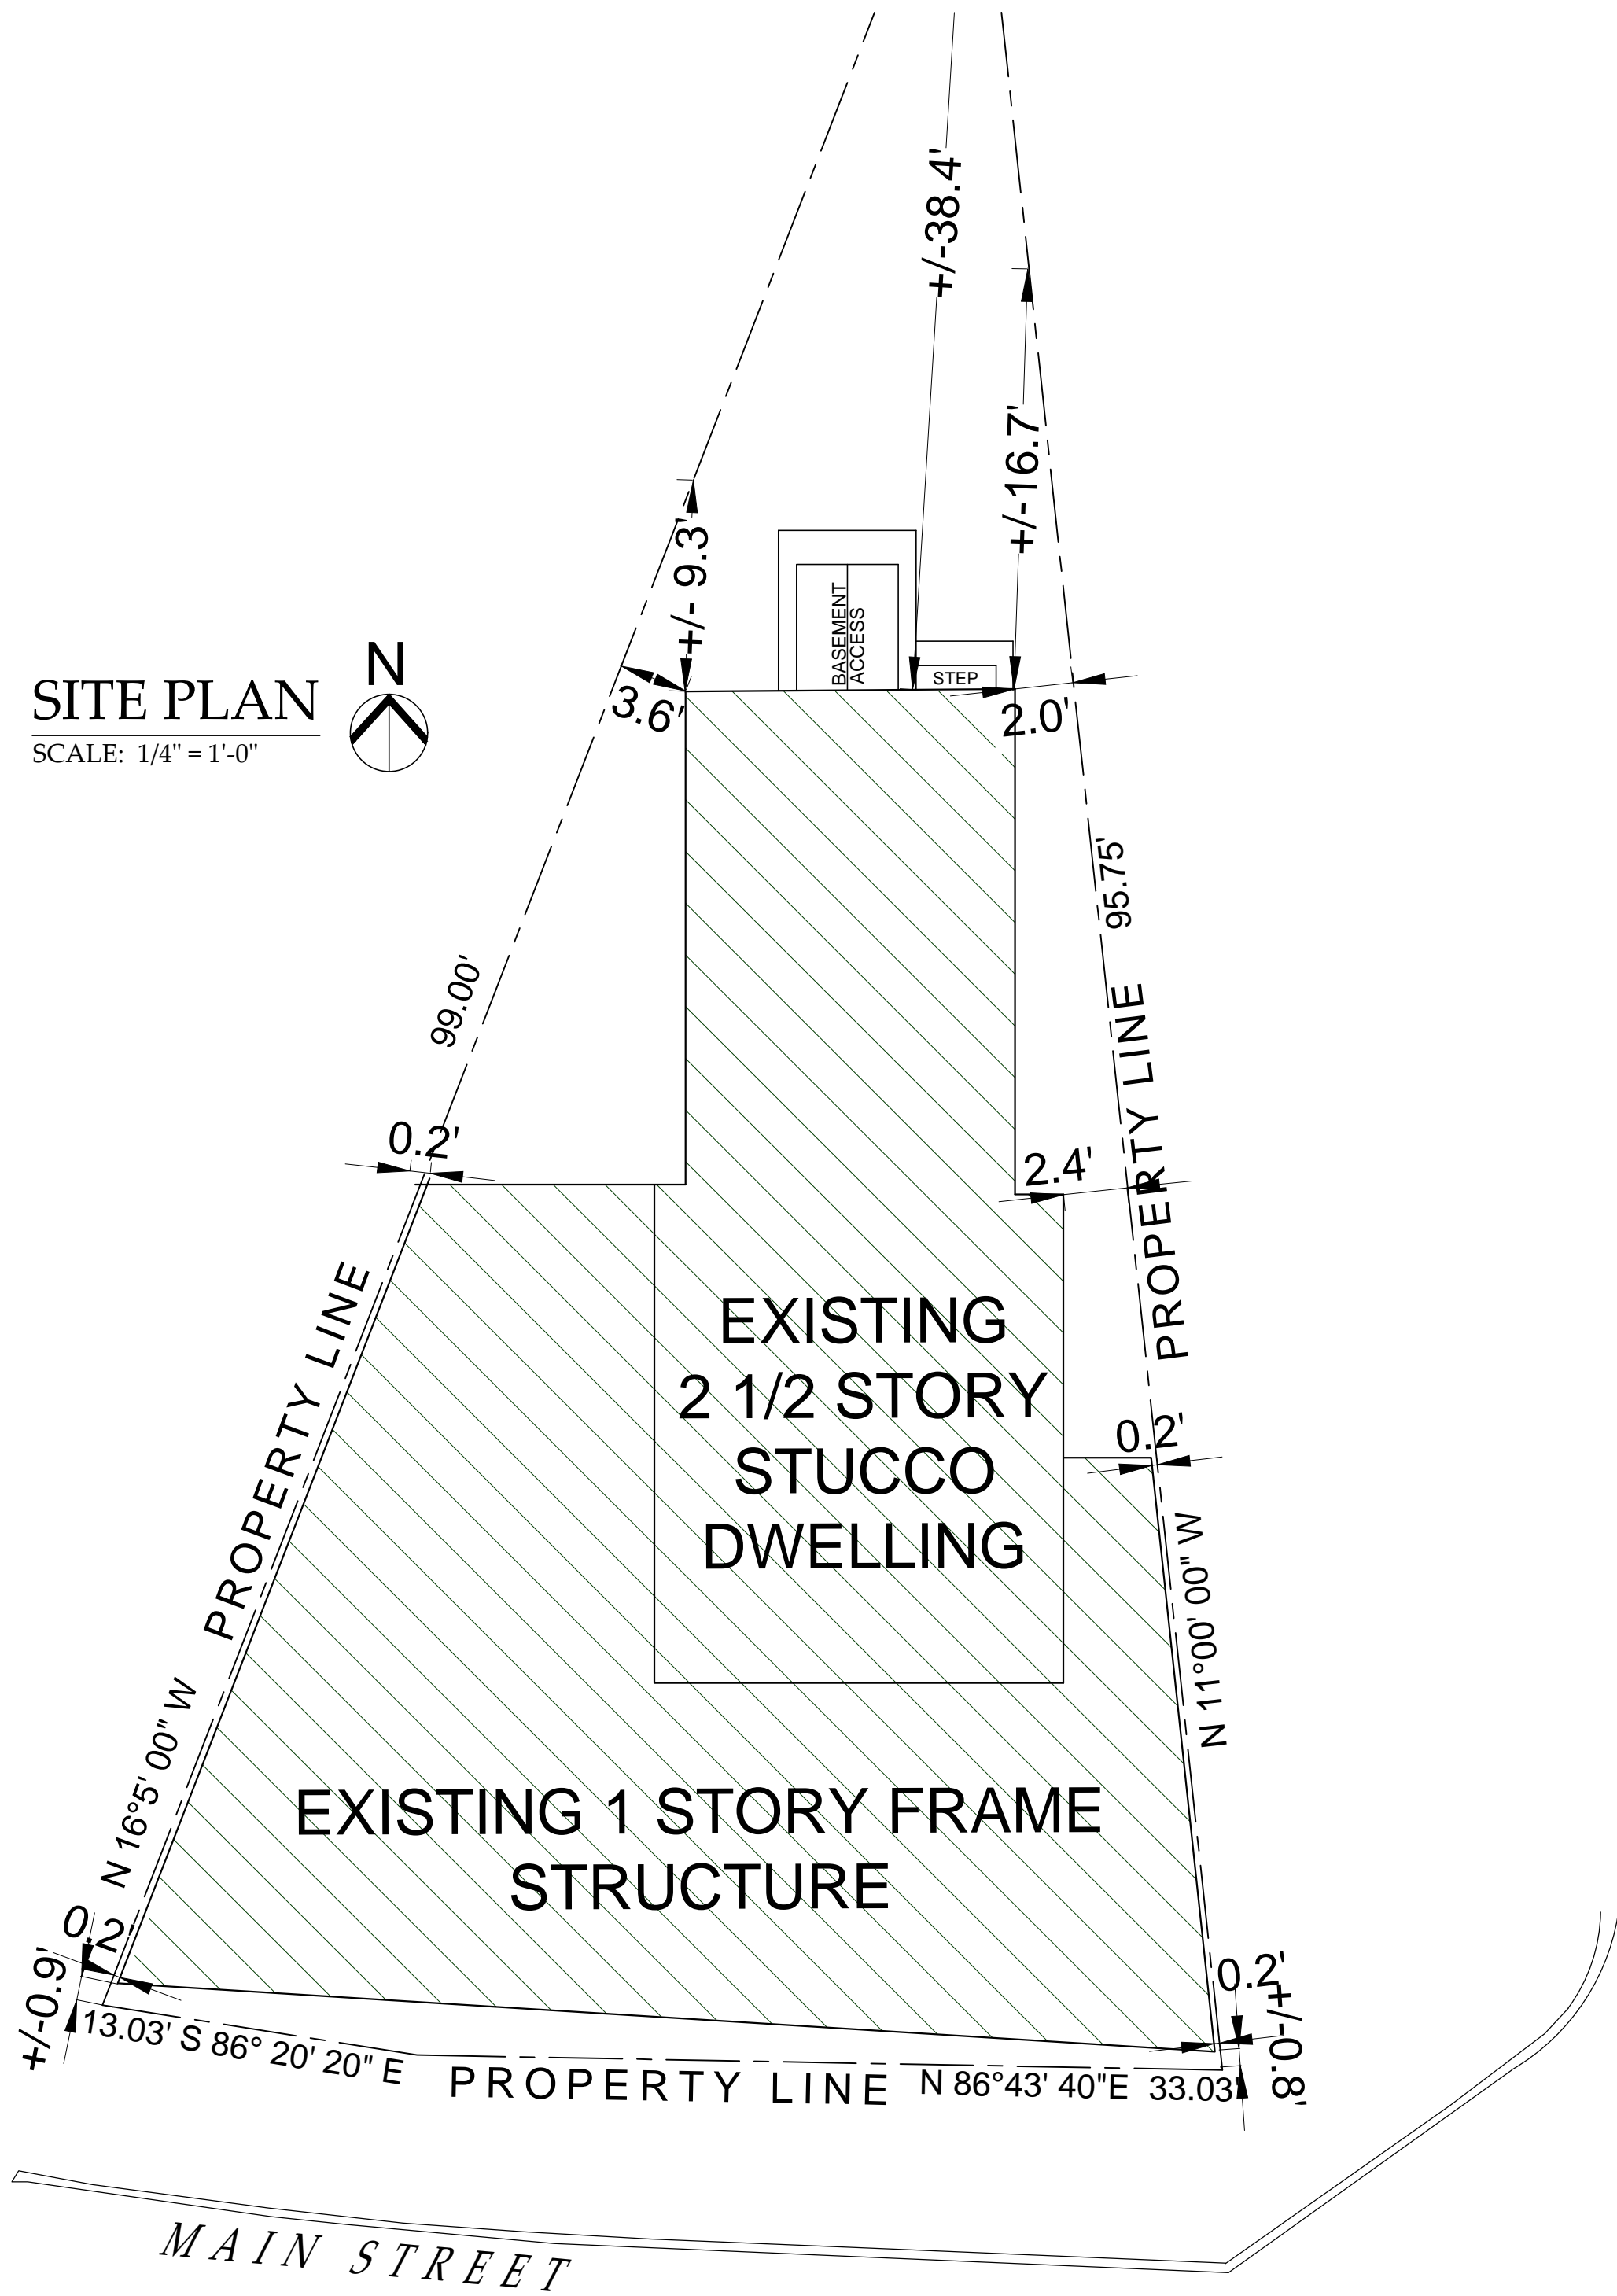 +/-38.4'
+/-16.7'
+/- 9.3'
BASEMENT
ACCESS
STEP
N
SITE PLAN
SCALE: 1/4" = 1'-0"
3.6'
2.0'
95.75'
99.00'
PROPERTY LINE
0.2'
2.4'
PROPERTY LINE
EXISTING
2 1/2 STORY
STUCCO
DWELLING
0.2'
N 11°00' 00" W
N 16°5' 00" W
EXISTING 1 STORY FRAME
STRUCTURE
0.2'
+/-0.9'
0.2'
+/-0.8'
13.03' S 86° 20' 20" E
PROPERTY LINE
N 86°43' 40"E 33.03'
MAIN STREET